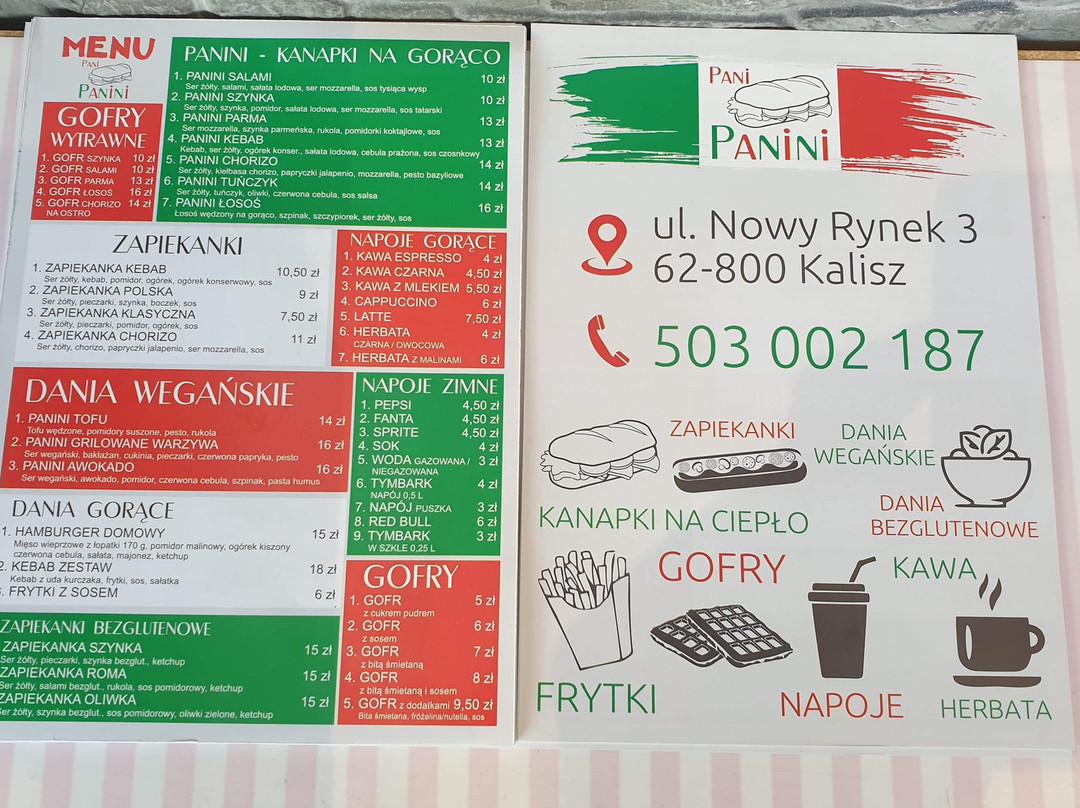 MENU
Pani
Panini
GOFRY
WYTRAWNE
1. GOFR SZYNKA 10 zł
2. GOFR SALAMI 10 zł
3. GOFR PARMA 13 zł
4. GOFR ŁOSOŚ 16 zł
5. GOFR CHORIZO 14 zł
NA OSTRO
PANINI - KANAPKI NA GORĄCO
1. PANINI SALAMI 10 zł
Ser żółty, salami, sałata lodowa, ser mozzarella, sos tysiąca wysp
2. PANINI SZYNKA 10 zł
Ser żółty, szynka, pomidor, sałata lodowa, ser mozzarella, sos tatarski
3. PANINI PARMA 13 zł
Ser mozzarella, szynka parmeńska, rukola, pomidorki koktajlowe, sos
4. PANINI KEBAB 13 zł
Kebab, ser żółty, ogórek konser., sałata lodowa, cebula prażona, sos czosnkowy
5. PANINI CHORIZO 14 zł
Ser żółty, kiełbasa chorizo, papryczki jalapenio, mozzarella, pesto bazyliowe
6. PANINI TUŃCZYK 14 zł
Ser żółty, tuńczyk, oliwki, czerwona cebula, sos salsa
7. PANINI ŁOSOŚ 16 zł
Łosoś wędzony na gorąco, szpinak, szczypiorek, ser żółty, sos
ZAPIEKANKI
1. ZAPIEKANKA KEBAB 10,50 zł
Ser żółty, kebab, pomidor, ogórek, ogórek konserwowy, sos
2. ZAPIEKANKA POLSKA 9 zł
Ser żółty, pieczarki, szynka, boczek, sos
3. ZAPIEKANKA KLASYCZNA 7,50 zł
Ser żółty, pieczarki, pomidor, ogórek, sos
4. ZAPIEKANKA CHORIZO 11 zł
Ser żółty, chorizo, papryczki jalapenio, ser mozzarella, sos
NAPOJE GORĄCE
1. KAWA ESPRESSO 4 zł
2. KAWA CZARNA 4,50 zł
3. KAWA Z MLEKIEM 5,50 zł
4. CAPPUCCINO 6 zł
5. LATTE 7,50 zł
6. HERBATA 4 zł
CZARNA / OWOCOWA
7. HERBATA Z MALINAMI 6 zł
DANIA WEGAŃSKIE
1. PANINI TOFU 14 zł
Tofu wędzone, pomidory suszone, pesto, rukola
2. PANINI GRILOWANE WARZYWA 16 zł
Ser wegański, bakłażan, cukinia, pieczarki, czerwona papryka, pesto
3. PANINI AWOKADO 16 zł
Ser wegański, awokado, pomidor, czerwona cebula, szpinak, pasta humus
NAPOJE ZIMNE
1. PEPSI 4,50 zł
2. FANTA 4,50 zł
3. SPRITE 4,50 zł
4. SOK 4 zł
5. WODA GAZOWANA / 3 zł
NIEGAZOWANA
6. TYMBARK 4 zł
NAPÓJ 0,5 L
7. NAPÓJ PUSZKA 3 zł
8. RED BULL 6 zł
9. TYMBARK 3 zł
W SZKLE 0,25 L
DANIA GORĄCE
1. HAMBURGER DOMOWY 15 zł
Mięso wieprzowe z łopatki 170 g, pomidor malinowy, ogórek kiszony
czerwona cebula, sałata, majonez, ketchup
2. KEBAB ZESTAW 18 zł
Kebab z uda kurczaka, frytki, sos, sałatka
. FRYTKI Z SOSEM 6 zł
ZAPIEKANKI BEZGLUTENOWE
ZAPIEKANKA SZYNKA 15 zł
Ser żółty, pieczarki, szynka bezglut., ketchup
ZAPIEKANKA ROMA 15 zł
Ser żółty, salami bezglut., rukola, sos pomidorowy, ketchup
ZAPIEKANKA OLIWKA 15 zł
Ser żółty, szynka bezglut., sos pomidorowy, oliwki zielone, ketchup
GOFRY
1. GOFR 5 zł
z cukrem pudrem
2. GOFR 6 zł
z sosem
3. GOFR 7 zł
z bitą śmietaną
4. GOFR 8 zł
z bitą śmietaną i sosem
5. GOFR z dodatkami 9,50 zł
Bita śmietana, fróżelina/nutella, sos
Pani
Panini
ul. Nowy Rynek 3
62-800 Kalisz
503 002 187
ZAPIEKANKI
DANIA
WEGAŃSKIE
KANAPKI NA CIEPŁO
DANIA
BEZGLUTENOWE
GOFRY
KAWA
FRYTKI
NAPOJE
HERBATA